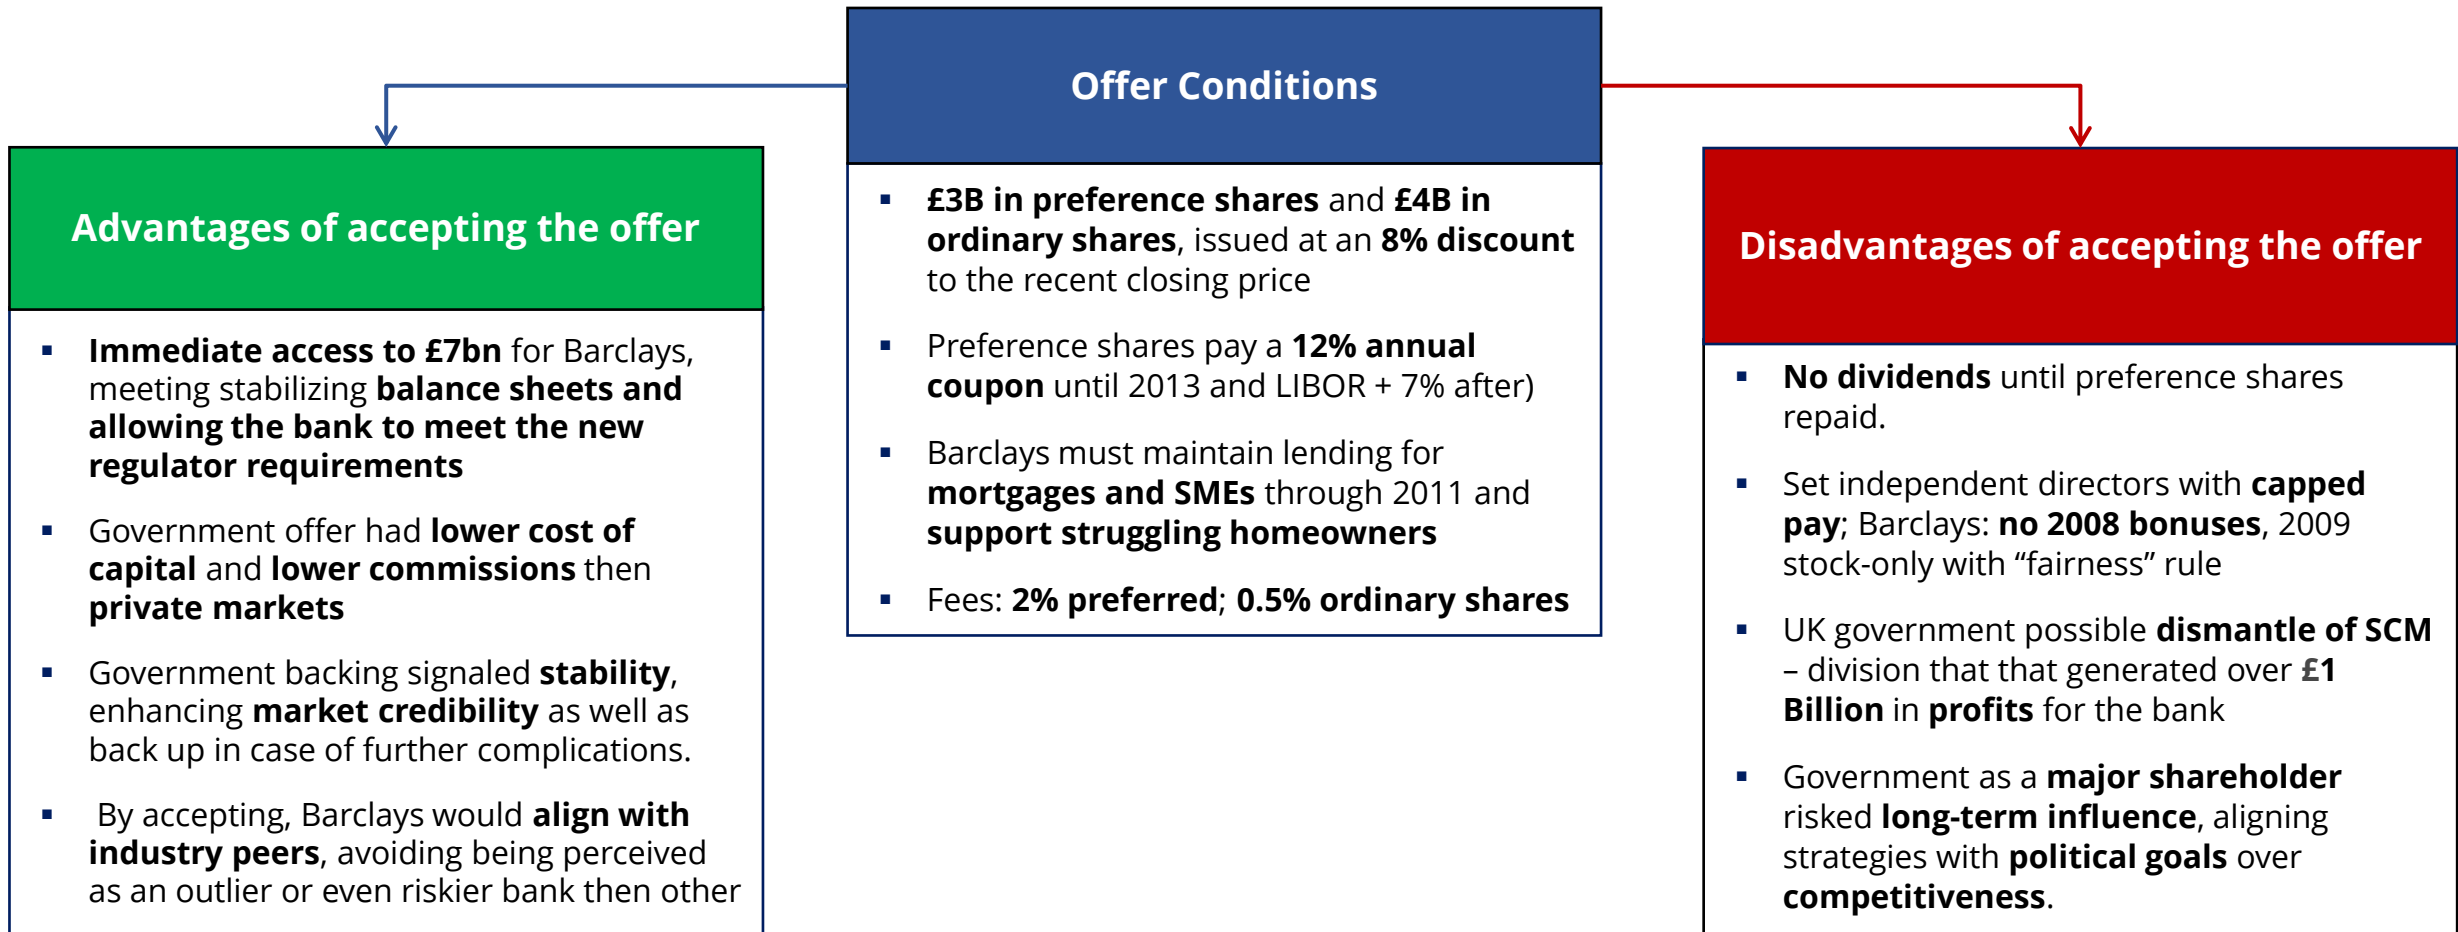 Offer Conditions
▪ £3B in preference shares and £4B in
ordinary shares, issued at an 8% discount
to the recent closing price
▪ Preference shares pay a 12% annual
coupon until 2013 and LIBOR + 7% after)
▪ Barclays must maintain lending for
mortgages and SMEs through 2011 and
support struggling homeowners
▪ Fees: 2% preferred; 0.5% ordinary shares
Advantages of accepting the offer
▪ Immediate access to £7bn for Barclays,
meeting stabilizing balance sheets and
allowing the bank to meet the new
regulator requirements
▪ Government offer had lower cost of
capital and lower commissions then
private markets
▪ Government backing signaled stability,
enhancing market credibility as well as
back up in case of further complications.
▪ By accepting, Barclays would align with
industry peers, avoiding being perceived
as an outlier or even riskier bank then other
Disadvantages of accepting the offer
▪ No dividends until preference shares
repaid.
▪ Set independent directors with capped
pay; Barclays: no 2008 bonuses, 2009
stock-only with “fairness” rule
▪ UK government possible dismantle of SCM
– division that that generated over £1
Billion in profits for the bank
▪ Government as a major shareholder
risked long-term influence, aligning
strategies with political goals over
competitiveness.